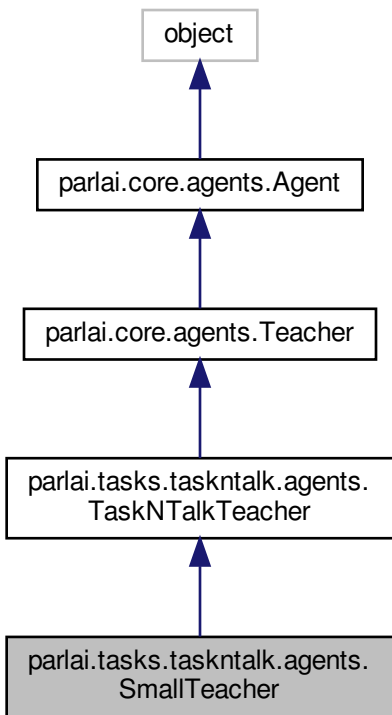 object
parlai.core.agents.Agent
parlai.core.agents.Teacher
parlai.tasks.taskntalk.agents.
TaskNTalkTeacher
parlai.tasks.taskntalk.agents.
SmallTeacher